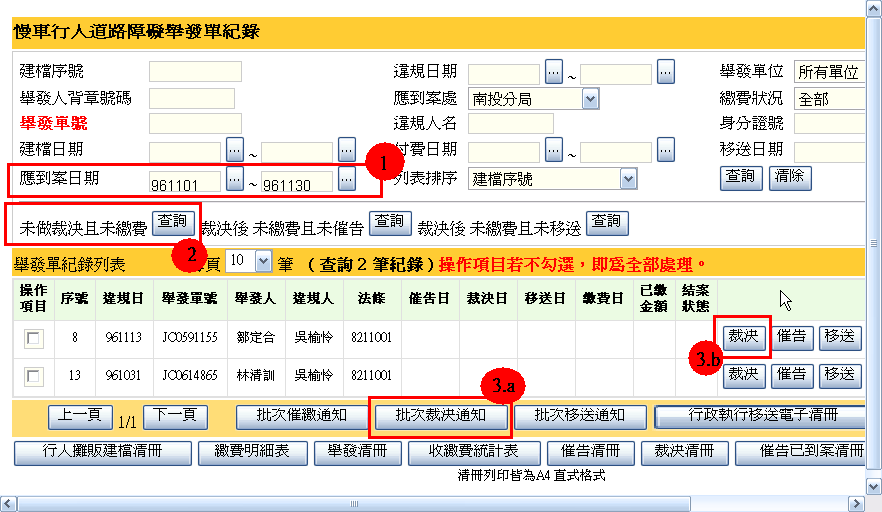 慢車行人道路障礙舉發單紀錄
建檔序號 違規日期 ... ~ ... 舉發單位 所有單位
舉發人背章號碼 應到案處 南投分局 繳費狀況 全部
舉發單號 違規人名 身分證號
建檔日期 ... ~ ... 付費日期 ... ~ ... 移送日期
應到案日期 961101 ... ~ 961130 ... 1 列表排序 建檔序號 查詢 清除
未做裁決且未繳費 查詢 裁決後 未繳費且未催告 查詢 裁決後 未繳費且未移送 查詢
2
舉發單紀錄列表 頁 10 筆 (查詢 2 筆紀錄) 操作項目若不勾選，即為全部處理。
操作項目 序號 違規日 舉發單號 舉發人 違規人 法條 催告日 裁決日 移送日 繳費日 已繳金額 結案狀態
8 961113 JC0591155 鄒定合 吳榆怜 8211001 裁決 催告 移送
3.b
13 961031 JC0614865 林清訓 吳榆怜 8211001 裁決 催告 移送
3.a
上一頁 1/1 下一頁 批次催繳通知 批次裁決通知 批次移送通知 行政執行移送電子清冊
行人攤販建檔清冊 繳費明細表 舉發清冊 收繳費統計表 催告清冊 裁決清冊 催告已到案清冊
清冊列印皆為A4 直式格式